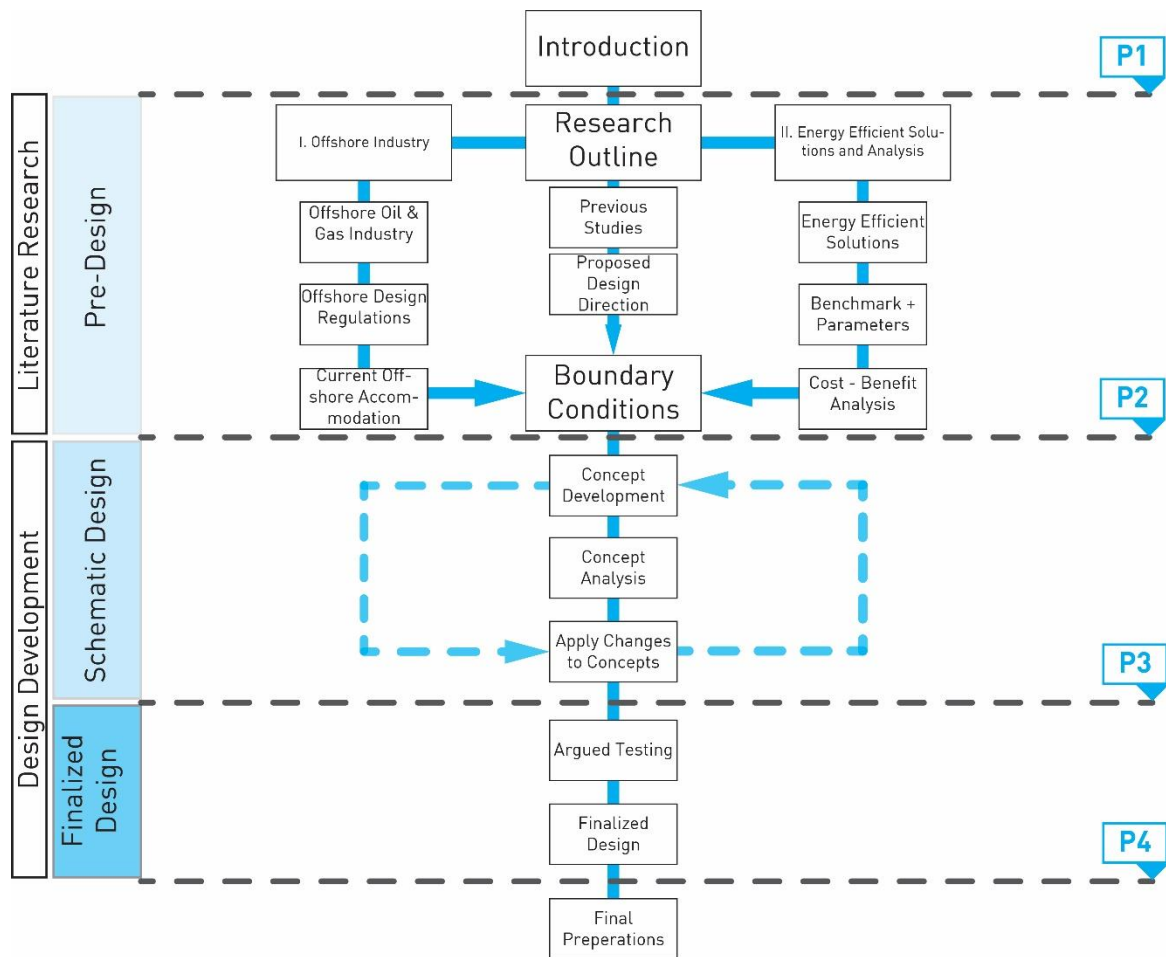 Introduction
P1
Literature Research
Pre-Design
I. Offshore Industry
Research
Outline
II. Energy Efficient Solu-
tions and Analysis
Offshore Oil &
Gas Industry
Previous
Studies
Energy Efficient
Solutions
Offshore Design
Regulations
Proposed
Design
Direction
Benchmark +
Parameters
Current Off-
shore Accom-
modation
Boundary
Conditions
Cost - Benefit
Analysis
P2
Design Development
Schematic Design
Concept
Development
Concept
Analysis
Apply Changes
to Concepts
P3
Finalized
Design
Argued Testing
Finalized
Design
P4
Final
Preperations